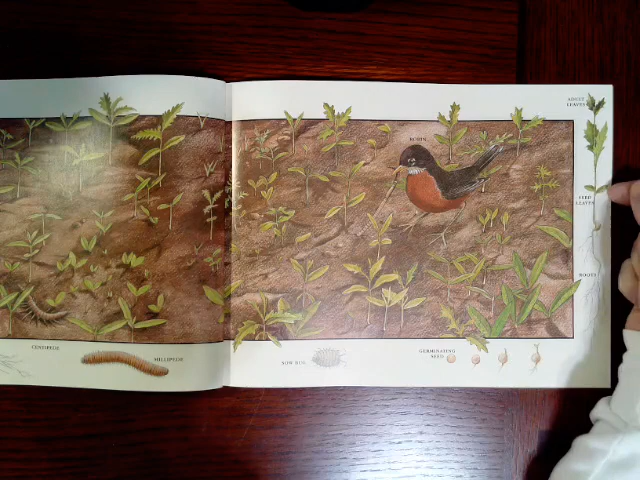 CENTIPEDE
MILLIPEDE
ROBIN
SOW BUG
GERMINATING
SEED
ADULT
LEAVES
SEED
LEAVES
ROOTS